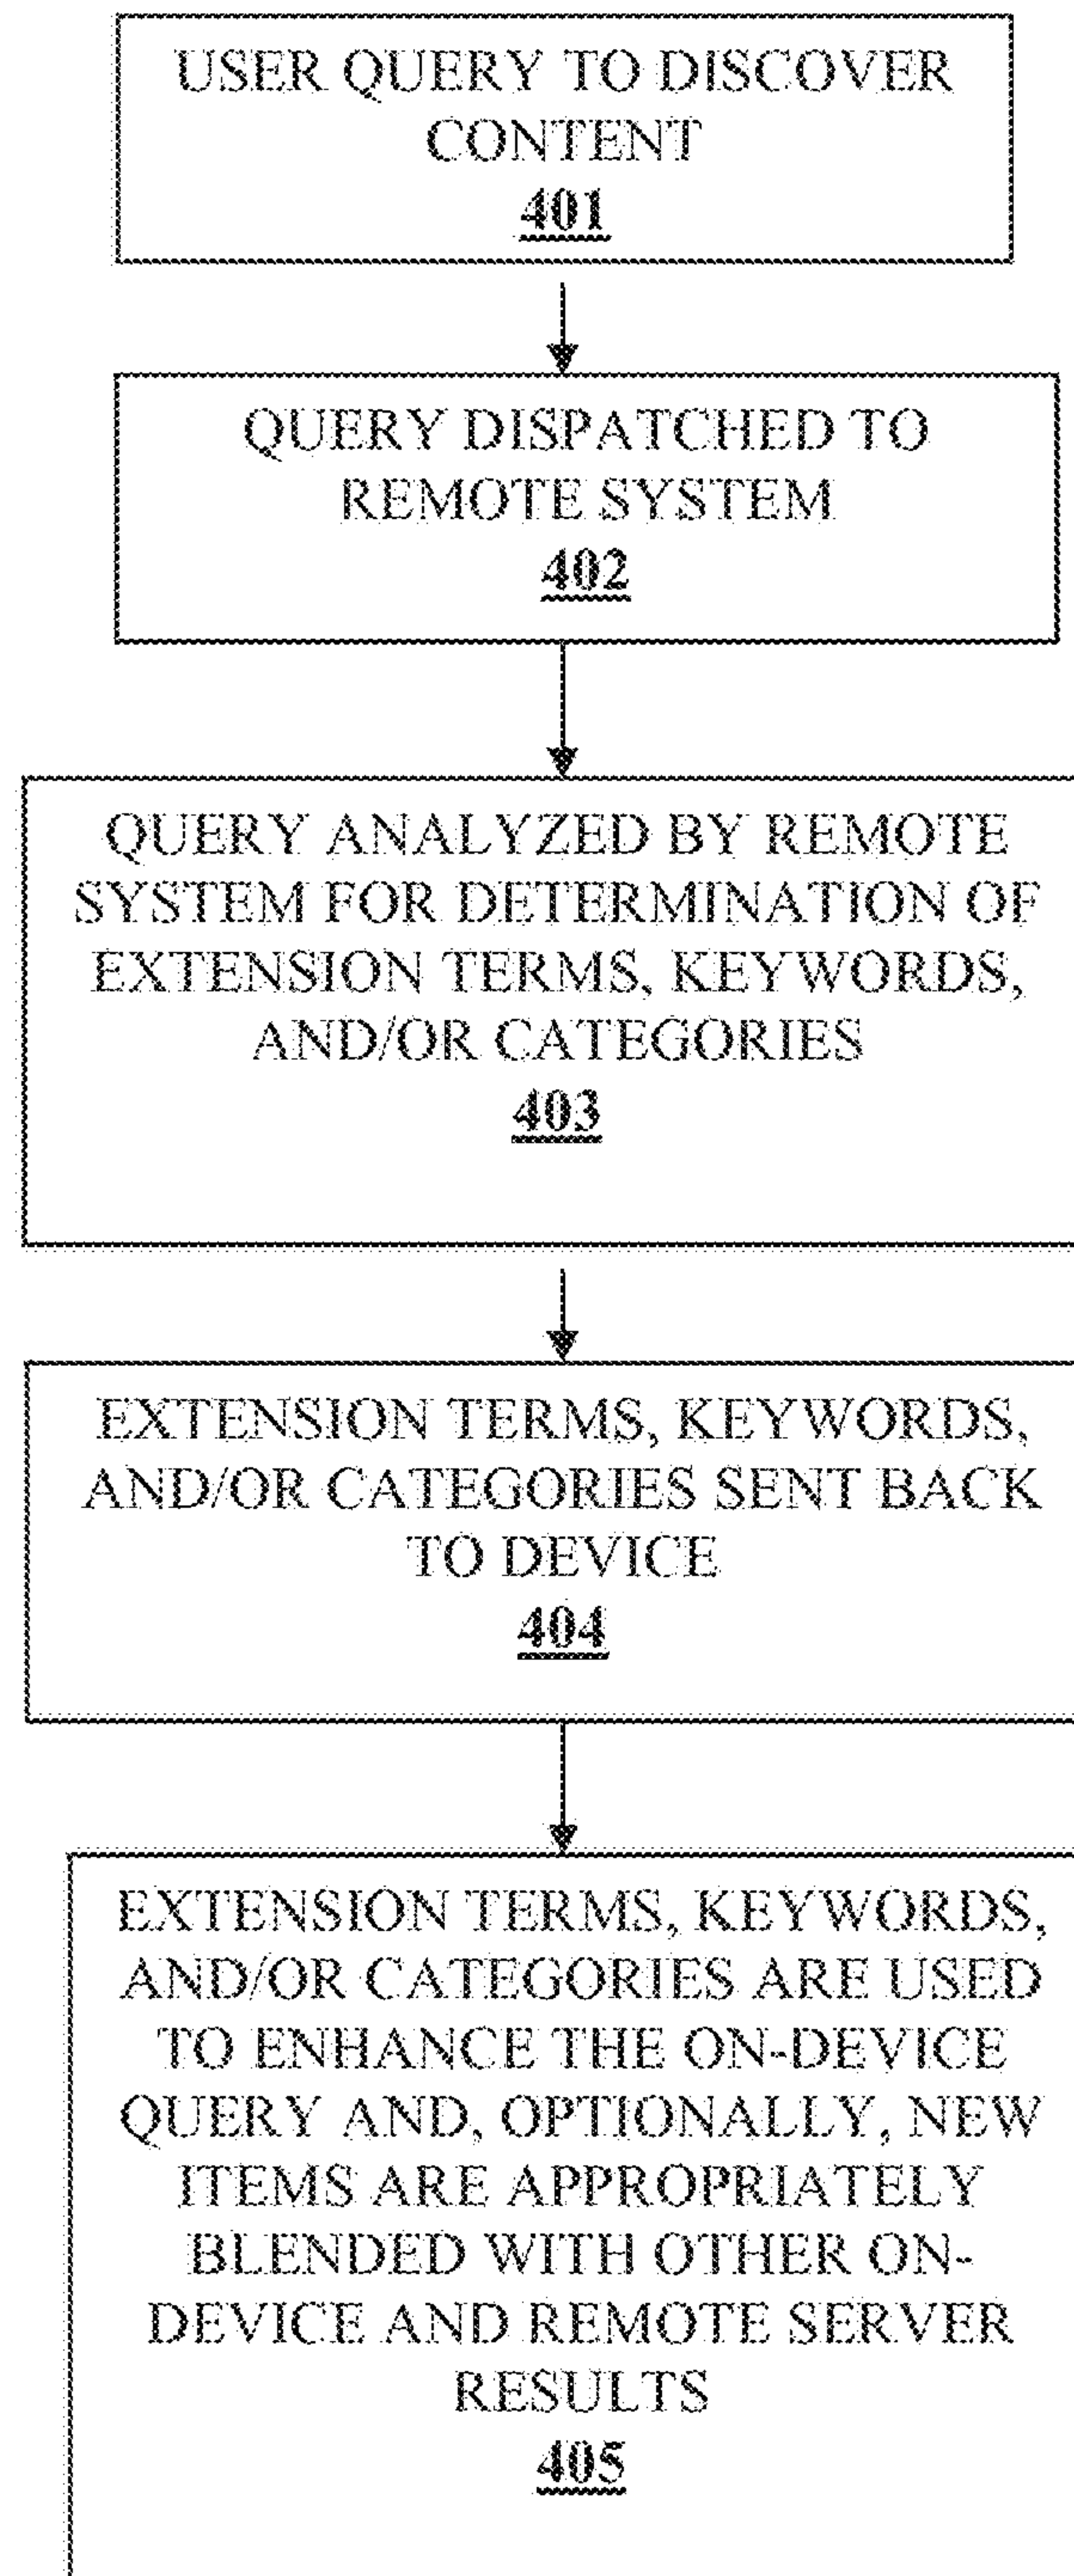 USER QUERY TO DISCOVER
CONTENT
401
QUERY DISPATCHED TO
REMOTE SYSTEM
402
QUERY ANALYZED BY REMOTE
SYSTEM FOR DETERMINATION OF
EXTENSION TERMS, KEYWORDS,
AND/OR CATEGORIES
403
EXTENSION TERMS, KEYWORDS,
AND/OR CATEGORIES SENT BACK
TO DEVICE
404
EXTENSION TERMS, KEYWORDS,
AND/OR CATEGORIES ARE USED
TO ENHANCE THE ON-DEVICE
QUERY AND, OPTIONALLY, NEW
ITEMS ARE APPROPRIATELY
BLENDED WITH OTHER ON-
DEVICE AND REMOTE SERVER
RESULTS
405